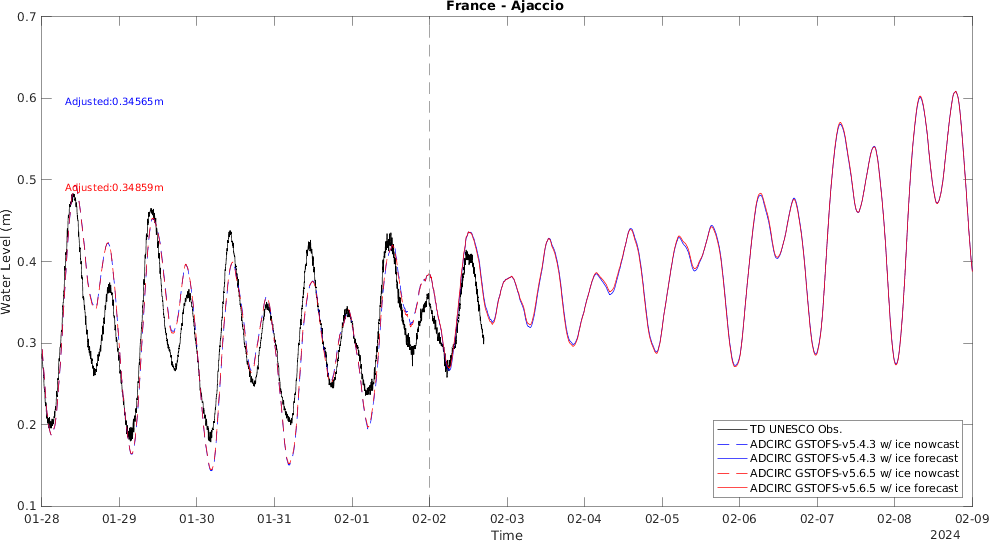 France - Ajaccio
0.7
0.6
0.5
0.4
0.3
0.2
0.1
Water Level (m)
Adjusted:0.34565m
Adjusted:0.34859m
TD UNESCO Obs.
ADCIRC GSTOFS-v5.4.3 w/ ice nowcast
ADCIRC GSTOFS-v5.4.3 w/ ice forecast
ADCIRC GSTOFS-v5.6.5 w/ ice nowcast
ADCIRC GSTOFS-v5.6.5 w/ ice forecast
01-28 01-29 01-30 01-31 02-01 02-02 02-03 02-04 02-05 02-06 02-07 02-08 02-09
Time
2024